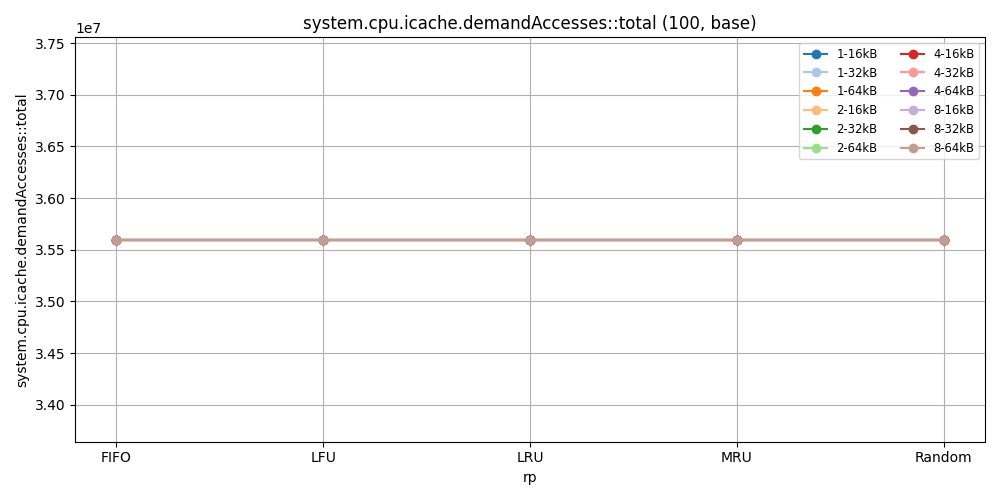 system.cpu.icache.demandAccesses::total (100, base)
1e7
3.75
3.70
3.65
3.60
3.55
3.50
3.45
3.40
system.cpu.icache.demandAccesses::total
1-16kB
1-32kB
1-64kB
2-16kB
2-32kB
2-64kB
4-16kB
4-32kB
4-64kB
8-16kB
8-32kB
8-64kB
FIFO
LFU
LRU
MRU
Random
rp